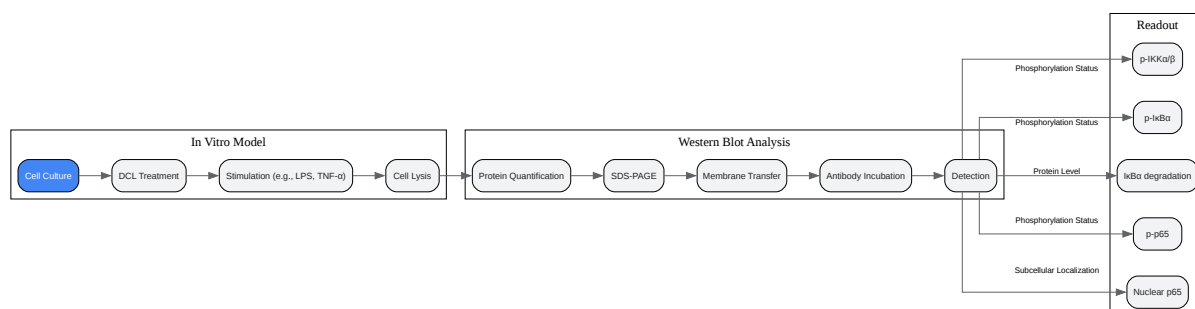 Readout
p-IKKα/β
Phosphorylation Status
p-IκBα
Phosphorylation Status
In Vitro Model
Western Blot Analysis
Cell Culture
DCL Treatment
Stimulation (e.g., LPS, TNF-α)
Cell Lysis
Protein Quantification
SDS-PAGE
Membrane Transfer
Antibody Incubation
Detection
Protein Level
IκBα degradation
Phosphorylation Status
p-p65
Subcellular Localization
Nuclear p65